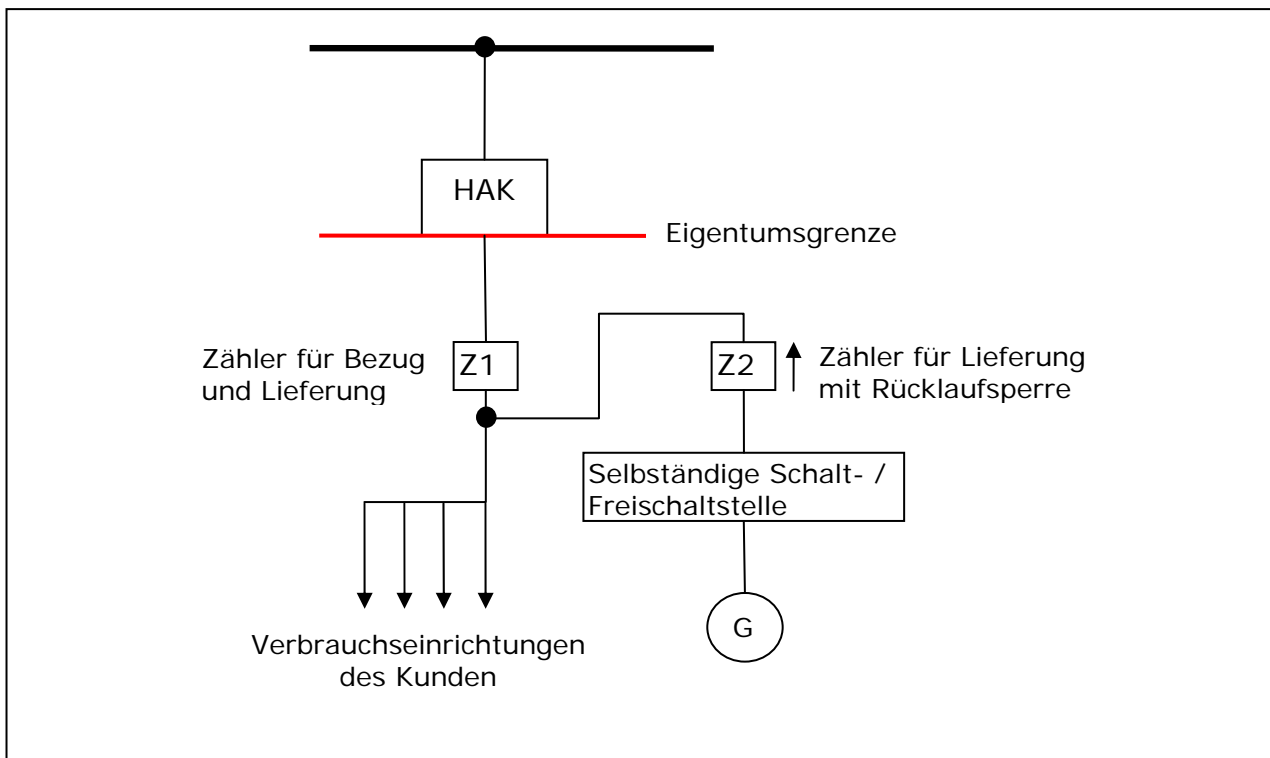 HAK
Eigentumsgrenze
Zähler für Bezug
und Lieferung
Z1
Z2
Zähler für Lieferung
mit Rücklaufsperre
Selbständige Schalt- /
Freischaltstelle
G
Verbrauchseinrichtungen
des Kunden